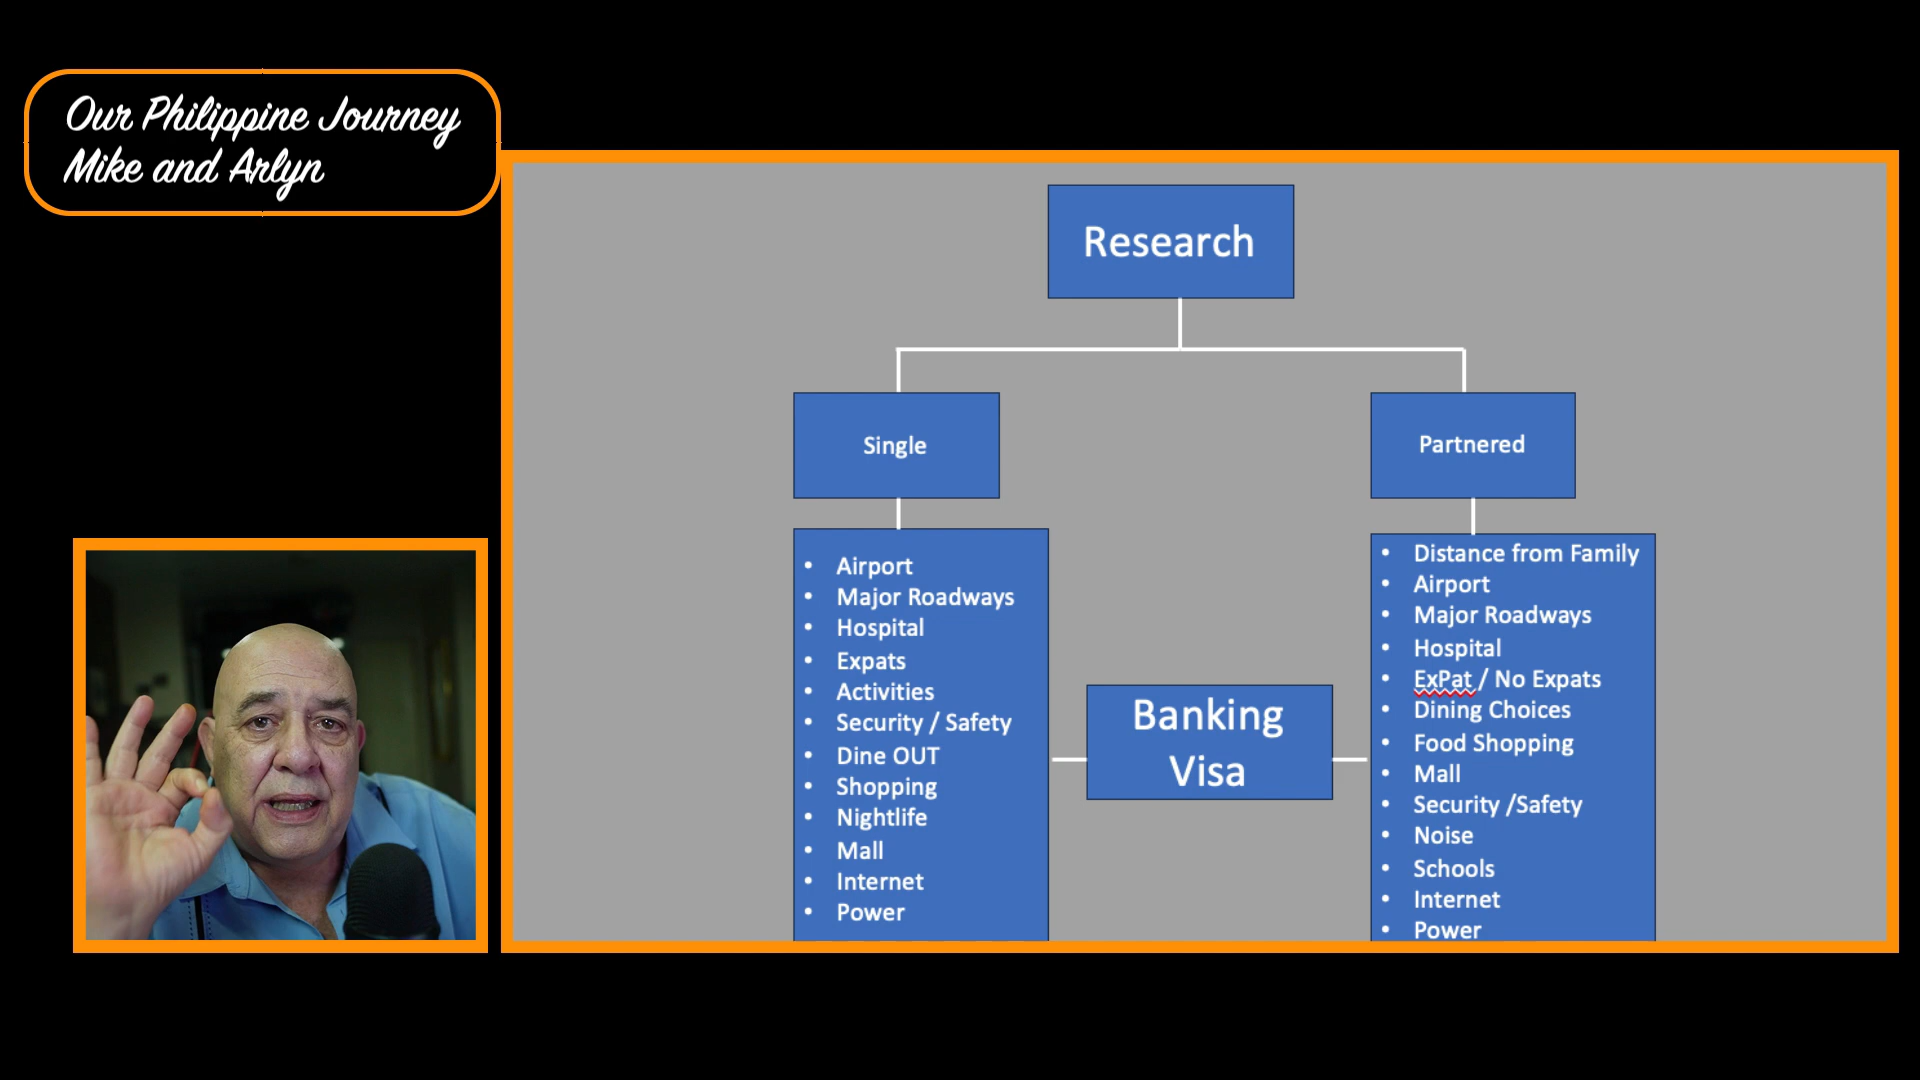 Our Philippine Journey
Mike and Arlyn
Research
Single
Partnered
• Airport
• Major Roadways
• Hospital
• Expats
• Activities
• Security / Safety
• Dine OUT
• Shopping
• Nightlife
• Mall
• Internet
• Power
Banking
Visa
• Distance from Family
• Airport
• Major Roadways
• Hospital
• ExPat / No Expats
• Dining Choices
• Food Shopping
• Mall
• Security /Safety
• Noise
• Schools
• Internet
• Power